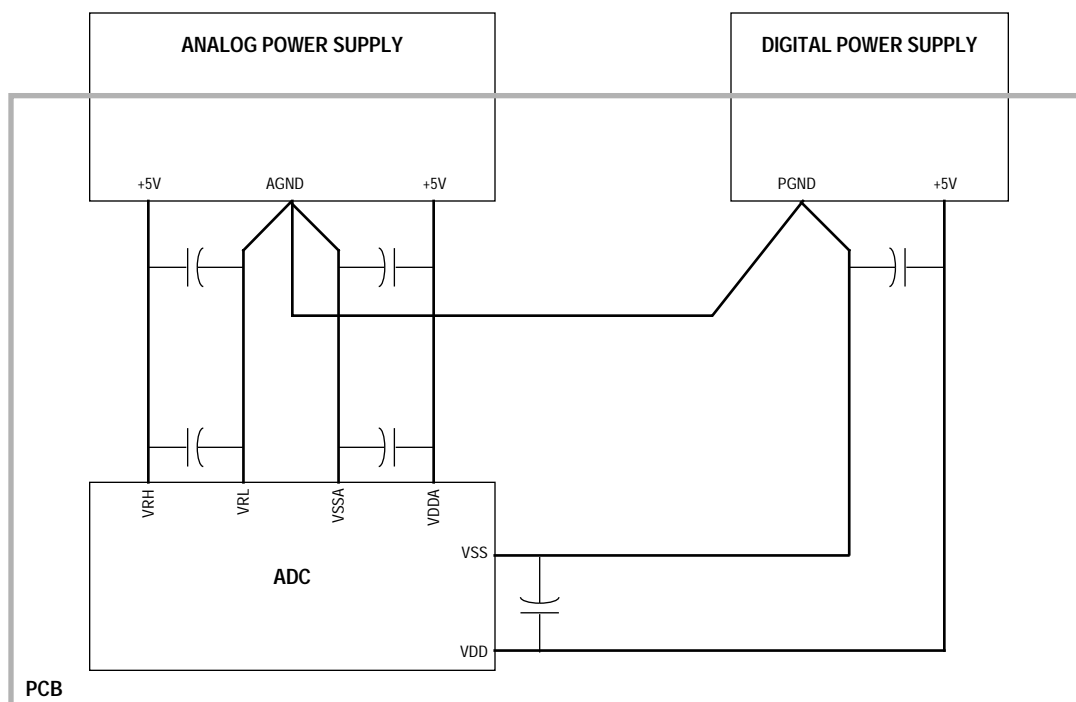 ANALOG POWER SUPPLY
DIGITAL POWER SUPPLY
+5V
AGND
+5V
PGND
+5V
VRH
VRL
VSSA
VDDA
VSS
ADC
VDD
PCB